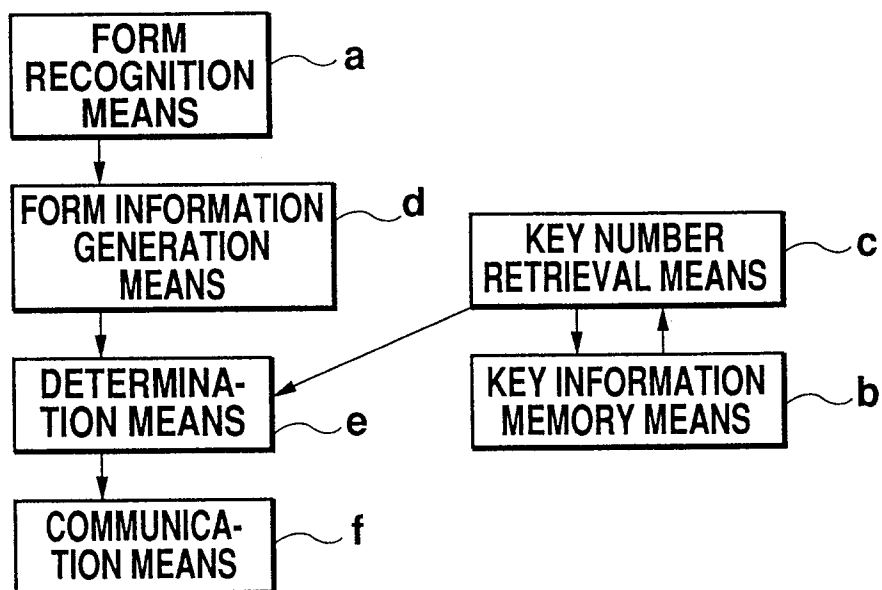 FORM
RECOGNITION
MEANS
a
FORM INFORMATION
GENERATION
MEANS
d
KEY NUMBER
RETRIEVAL MEANS
c
DETERMINA-
TION MEANS
e
KEY INFORMATION
MEMORY MEANS
b
COMMUNICA-
TION MEANS
f